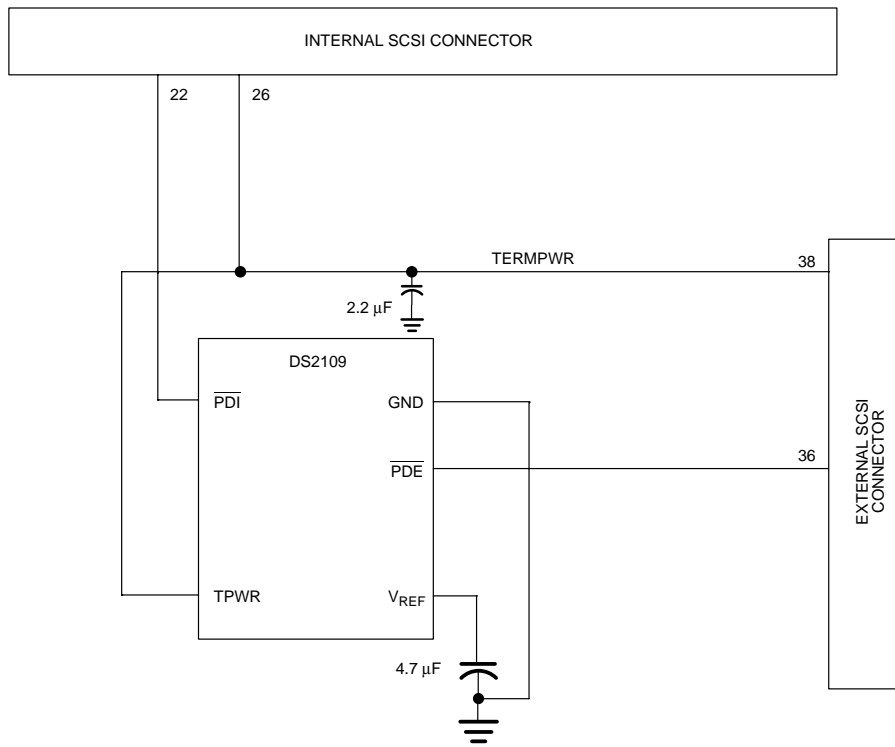 INTERNAL SCSI CONNECTOR
22
26
TERMPWR
38
2.2 μF
DS2109
PDI
GND
36
PDE
EXTERNAL SCSI
CONNECTOR
TPWR
VREF
4.7 μF